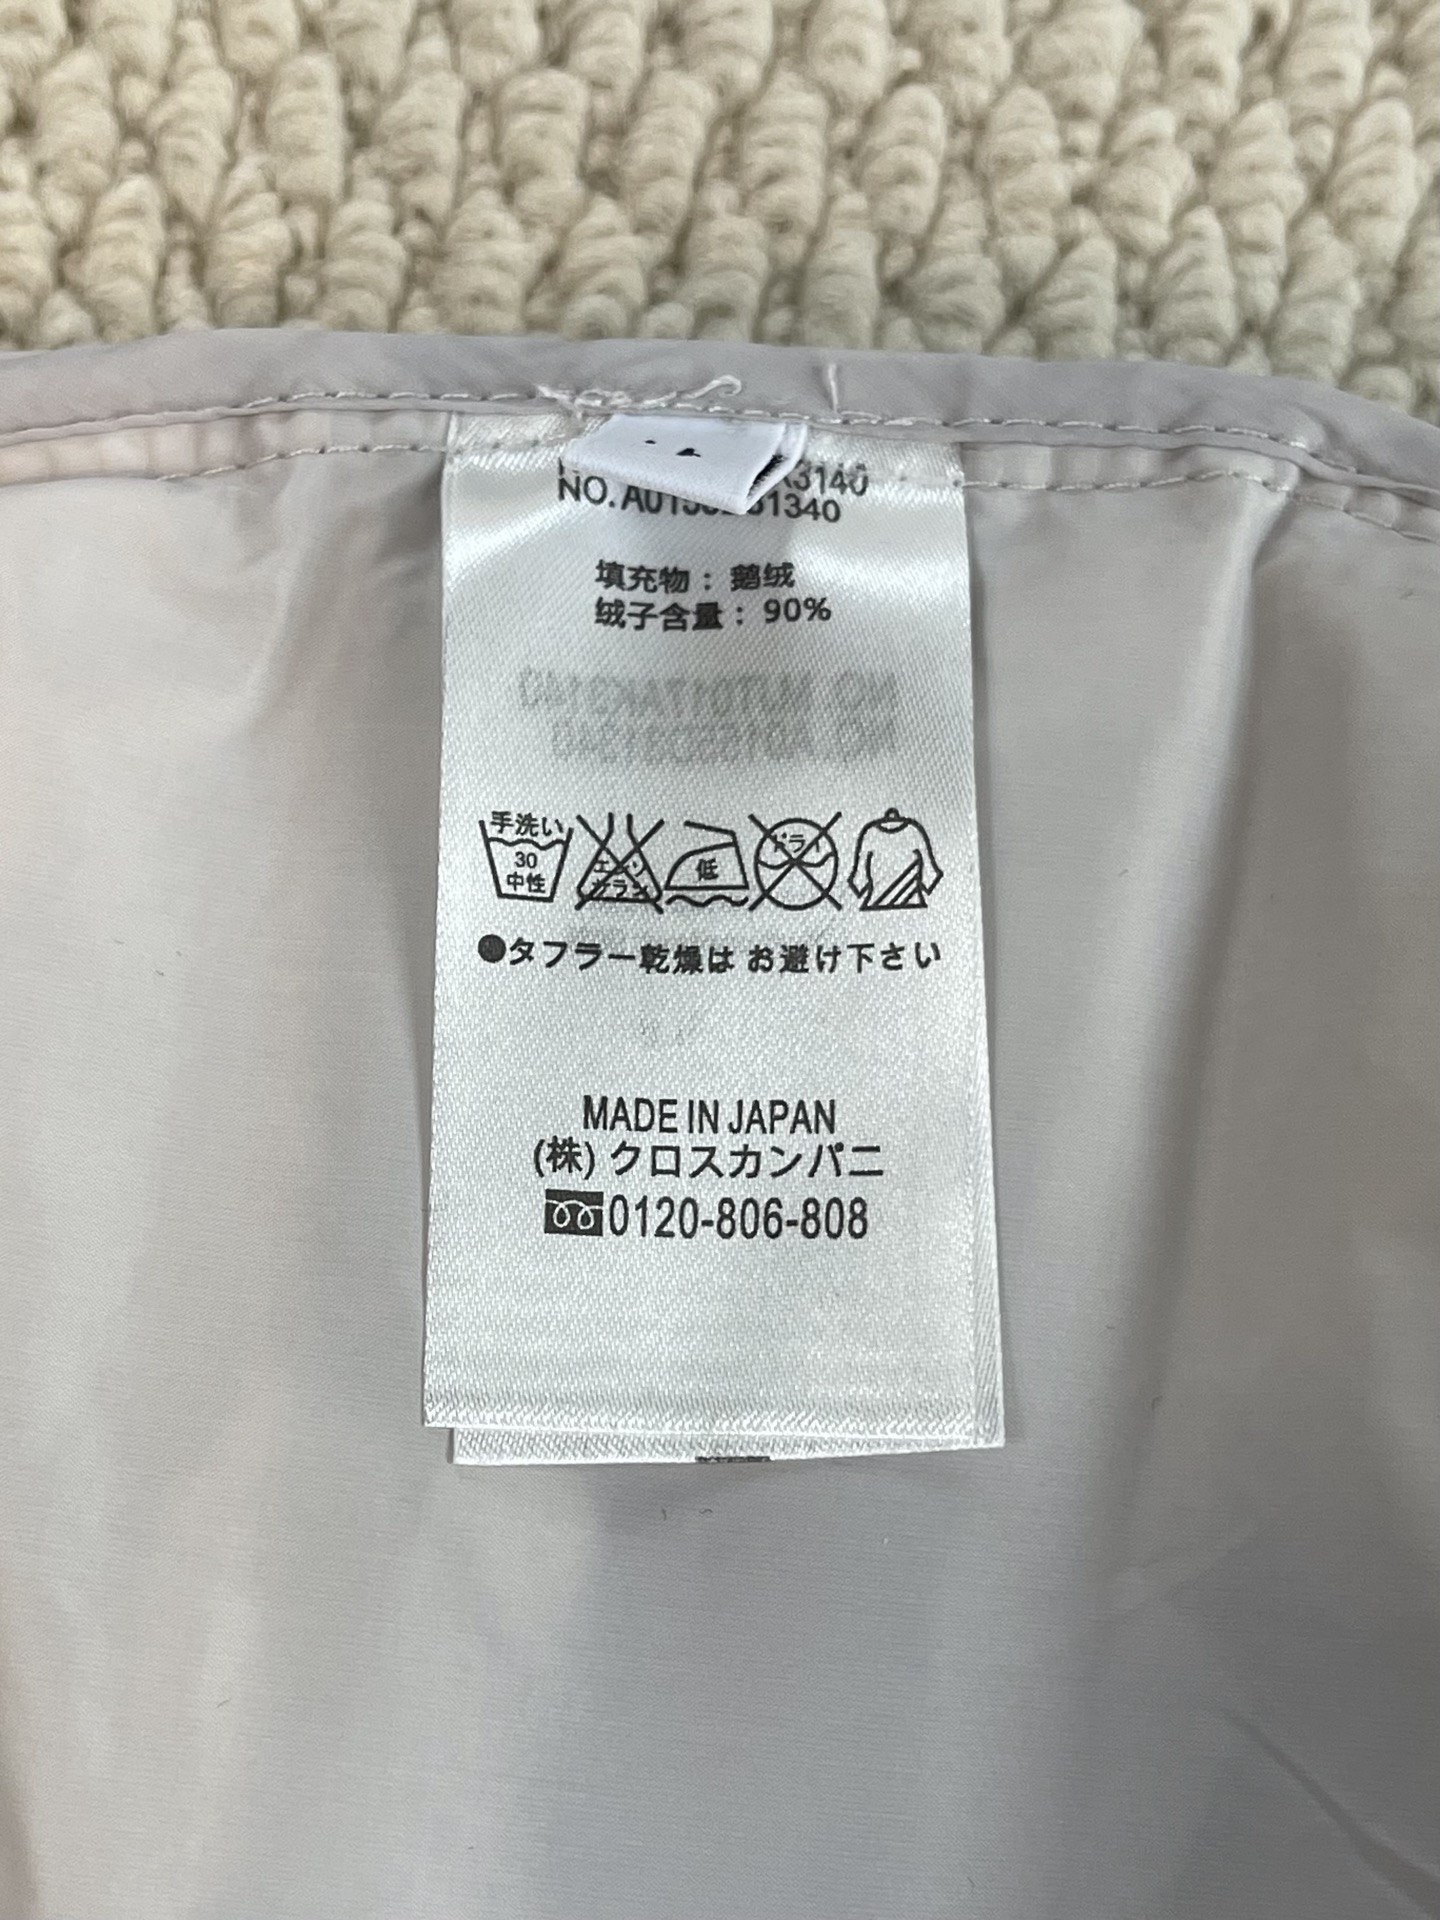 3140
NO.
1340
填充物：鹅绒
绒子含量：90%
手洗い
30
中性
低
ドライ
●タフラー乾燥は お避け下さい
MADE IN JAPAN
(株) クロスカンパニ
0120-806-808